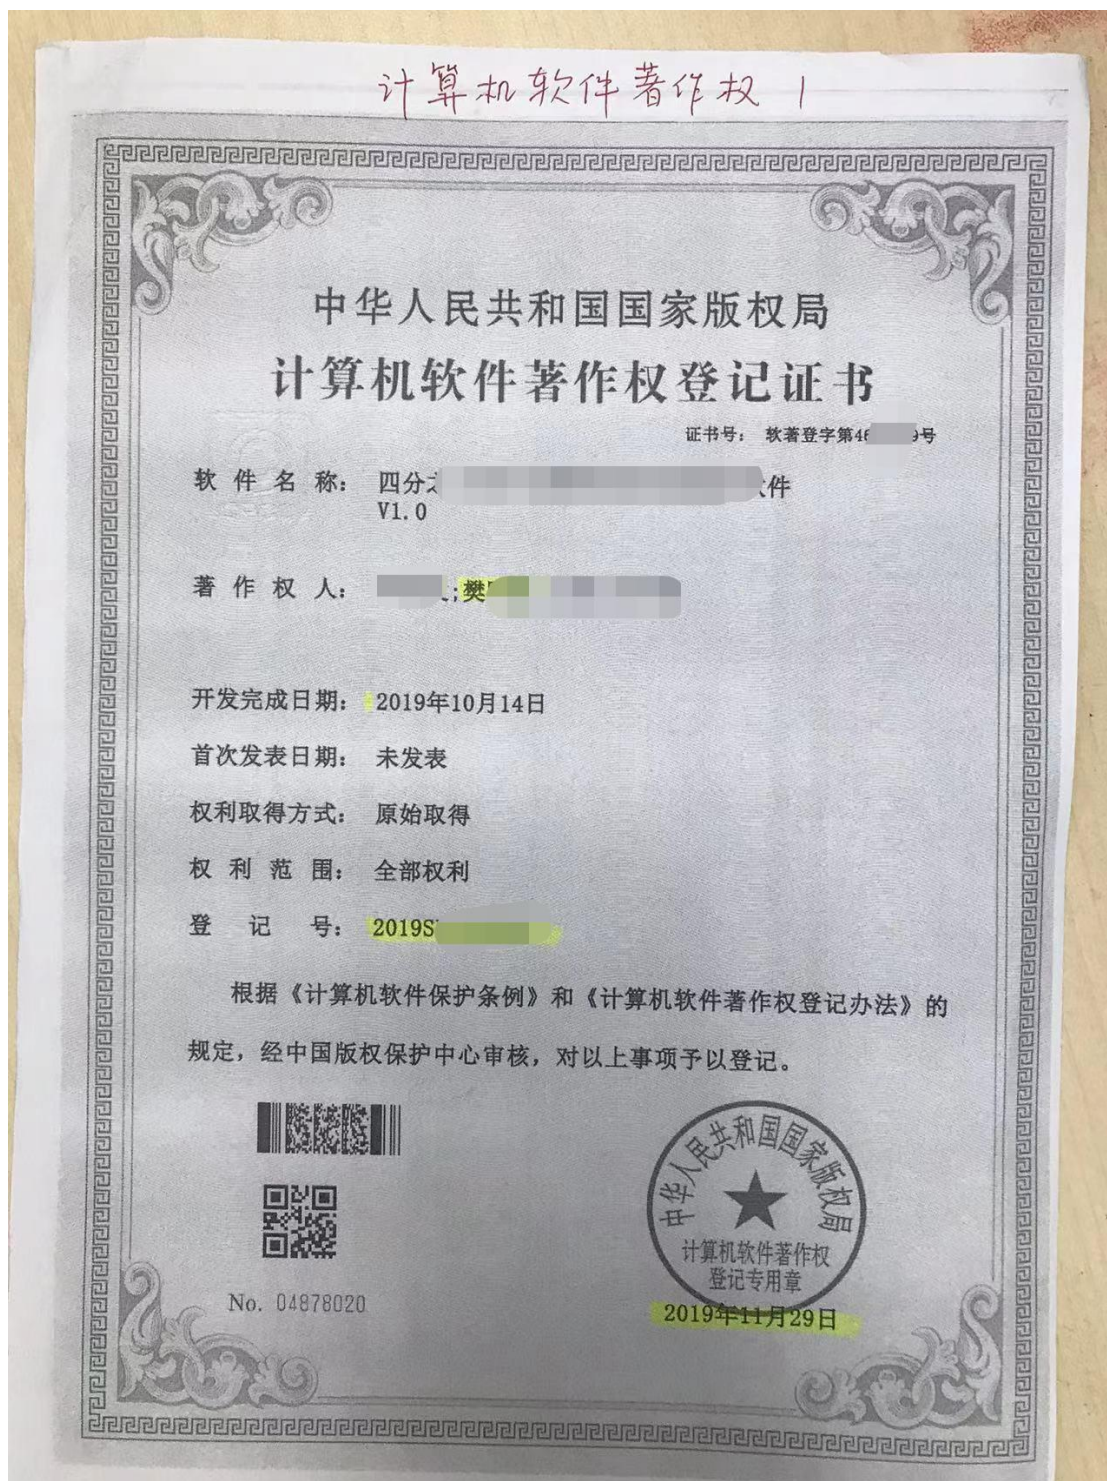 计算机软件著作权 1
中华人民共和国国家版权局
计算机软件著作权登记证书
证书号： 软著登字第46 9号
软件名称： 四分 件
V1.0
著作权人： ;樊
开发完成日期： 2019年10月14日
首次发表日期： 未发表
权利取得方式： 原始取得
权利范围： 全部权利
登记号： 2019S
根据《计算机软件保护条例》和《计算机软件著作权登记办法》的
规定，经中国版权保护中心审核，对以上事项予以登记。
中华人民共和国国家版权局
计算机软件著作权
登记专用章
No. 04878020
2019年11月29日